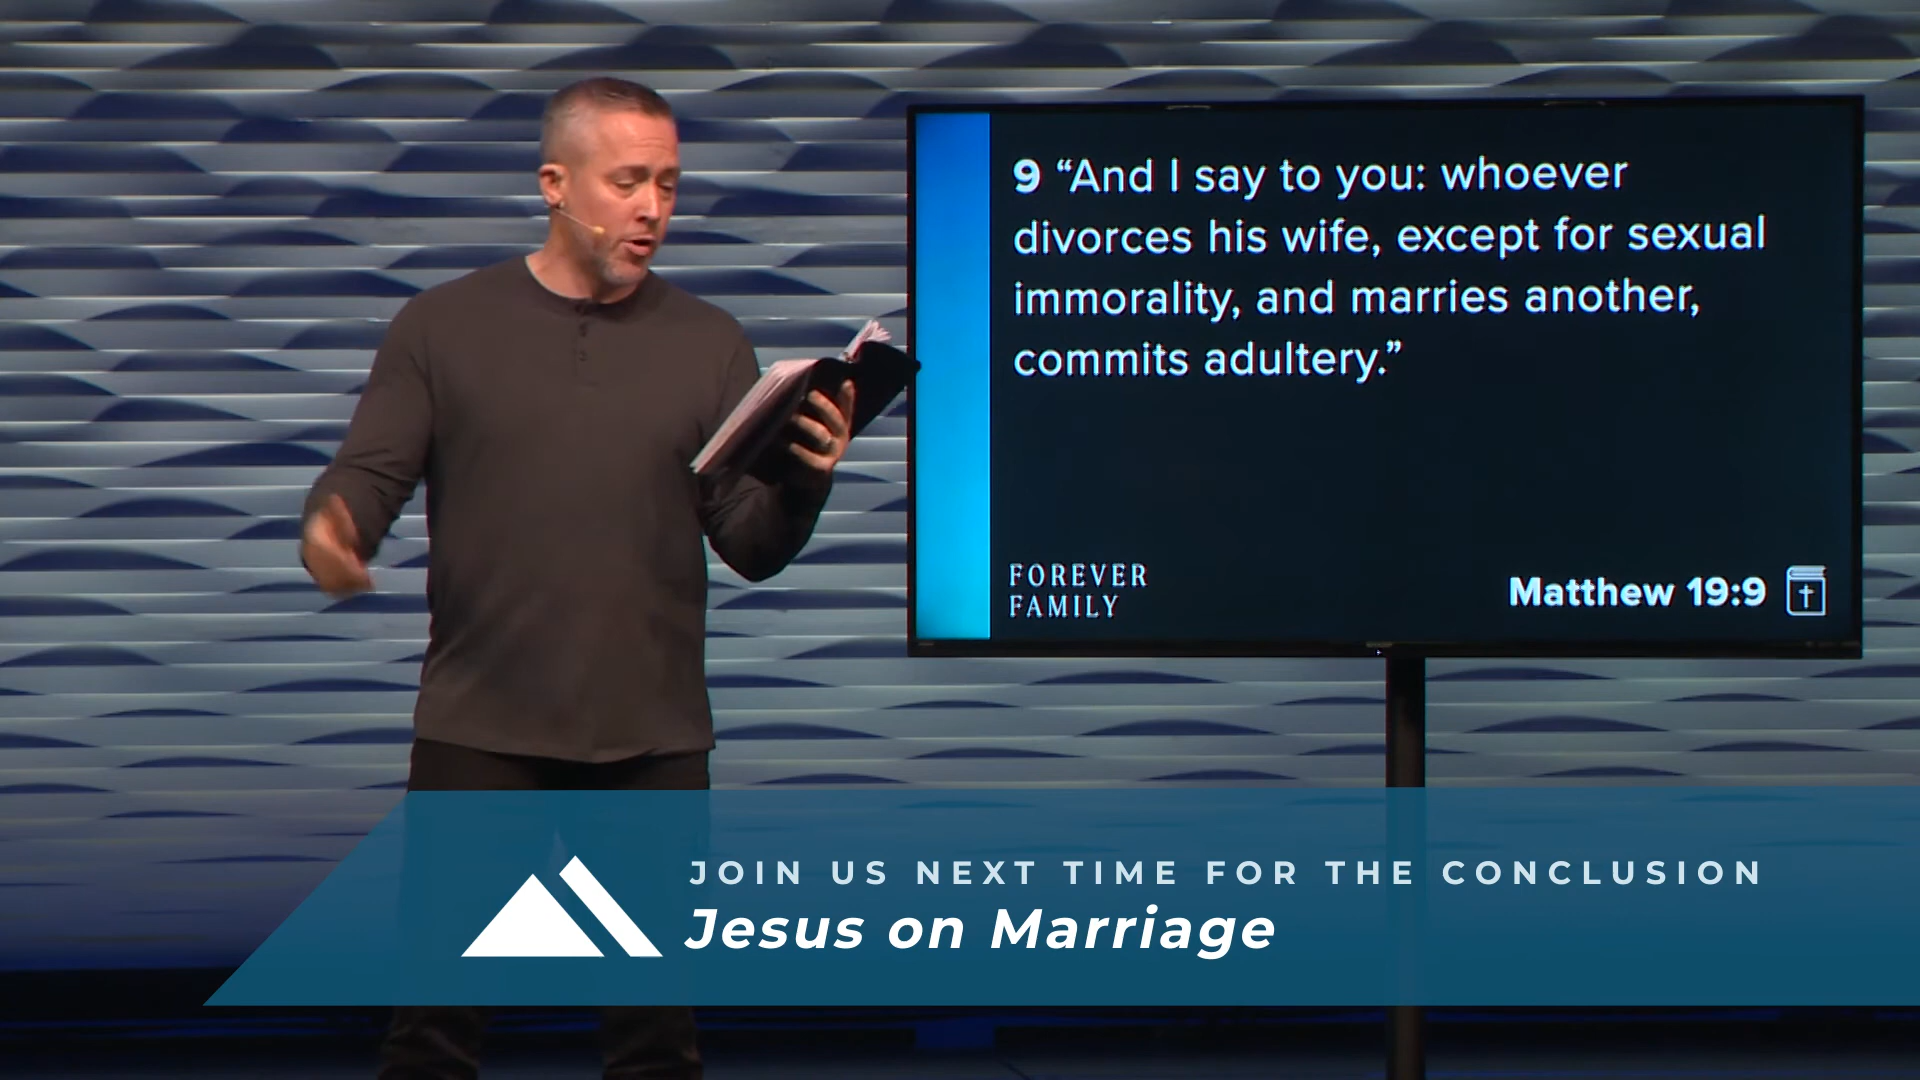 9 “And I say to you: whoever
divorces his wife, except for sexual
immorality, and marries another,
commits adultery.”
FOREVER
FAMILY
Matthew 19:9
JOIN US NEXT TIME FOR THE CONCLUSION
Jesus on Marriage